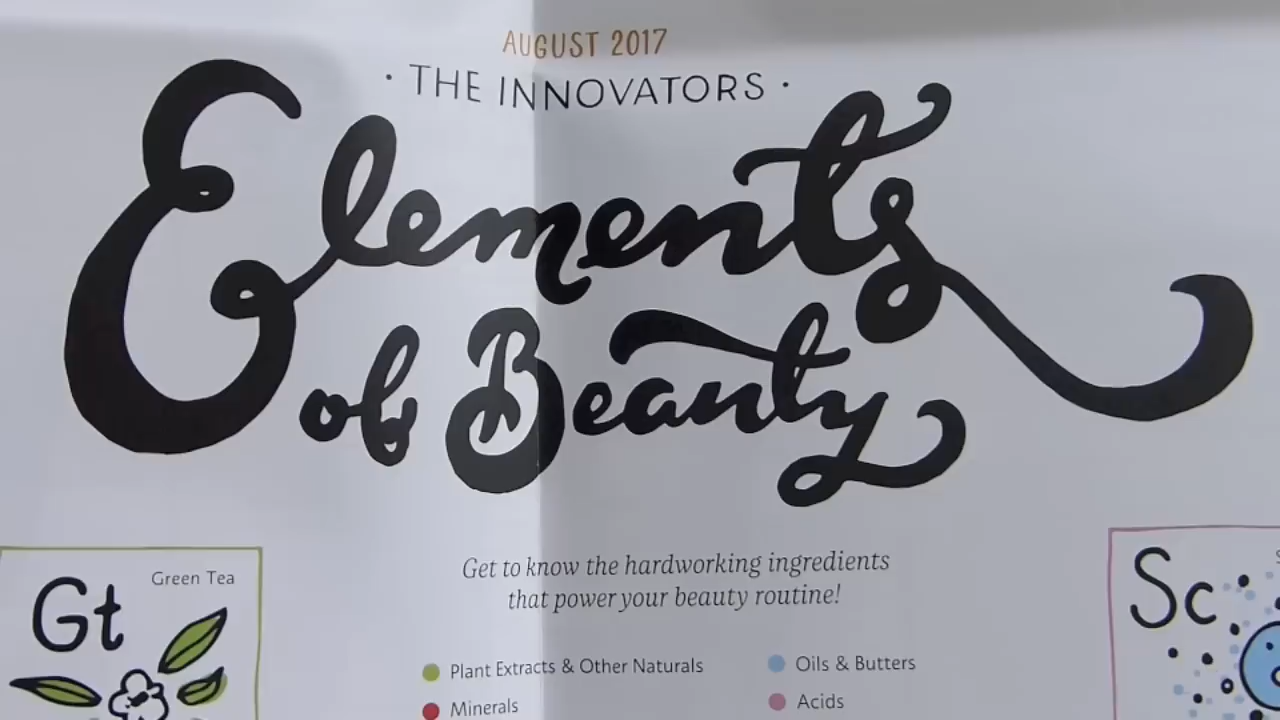 AUGUST 2017
· THE INNOVATORS ·
Elements
of Beauty
Get to know the hardworking ingredients
that power your beauty routine!
Green Tea
Gt
Sc
Plant Extracts & Other Naturals
Oils & Butters
Minerals
Acids